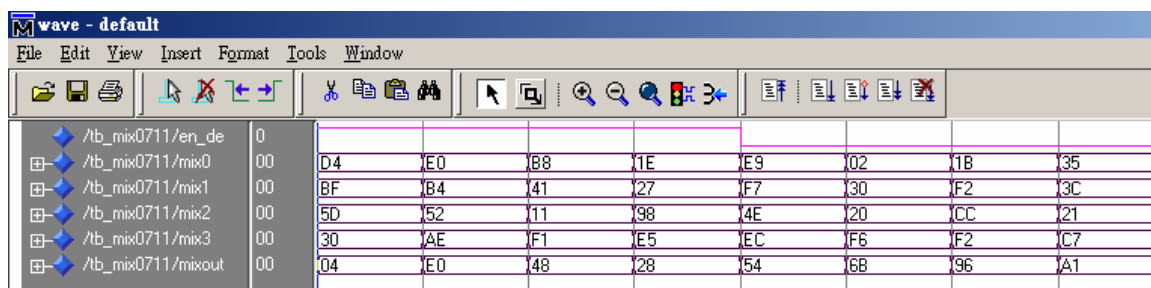 wave - default
File Edit View Insert Format Tools Window
/tb_mix0711/en_de 0
/tb_mix0711/mix0 00 D4 E0 B8 1E E9 02 1B 35
/tb_mix0711/mix1 00 BF B4 41 27 F7 30 F2 3C
/tb_mix0711/mix2 00 5D 52 11 98 4E 20 CC 21
/tb_mix0711/mix3 00 30 AE F1 E5 EC F6 F2 C7
/tb_mix0711/mixout 00 04 E0 48 28 54 6B 96 A1